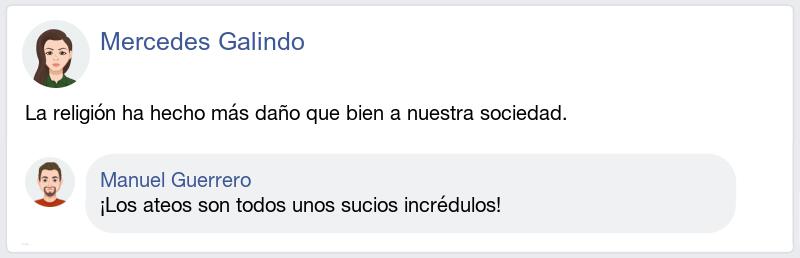 Mercedes Galindo
La religión ha hecho más daño que bien a nuestra sociedad.
Manuel Guerrero
¡Los ateos son todos unos sucios incrédulos!